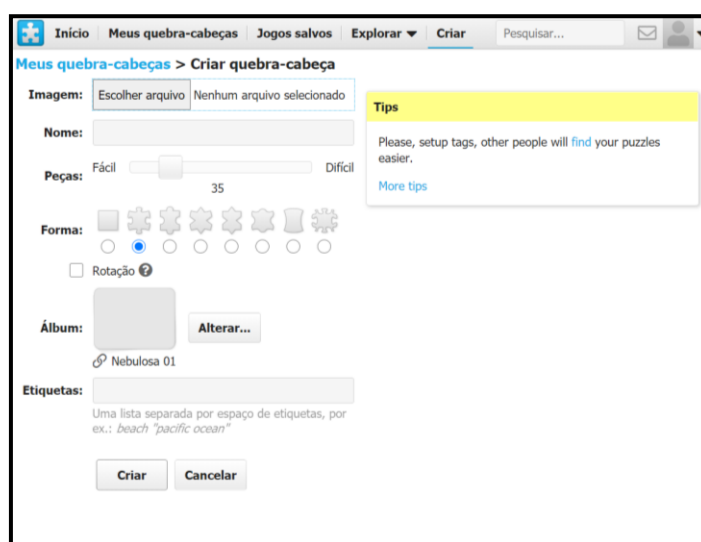 Início Meus quebra-cabeças Jogos salvos Explorar Criar Pesquisar...
Meus quebra-cabeças > Criar quebra-cabeça
Imagem: Escolher arquivo Nenhum arquivo selecionado
Nome:
Peças: Fácil Difícil
35
Forma:
Rotação ?
Álbum: Alterar...
Nebulosa 01
Etiquetas:
Uma lista separada por espaço de etiquetas, por
ex.: beach "pacific ocean"
Criar Cancelar
Tips
Please, setup tags, other people will find your puzzles
easier.
More tips